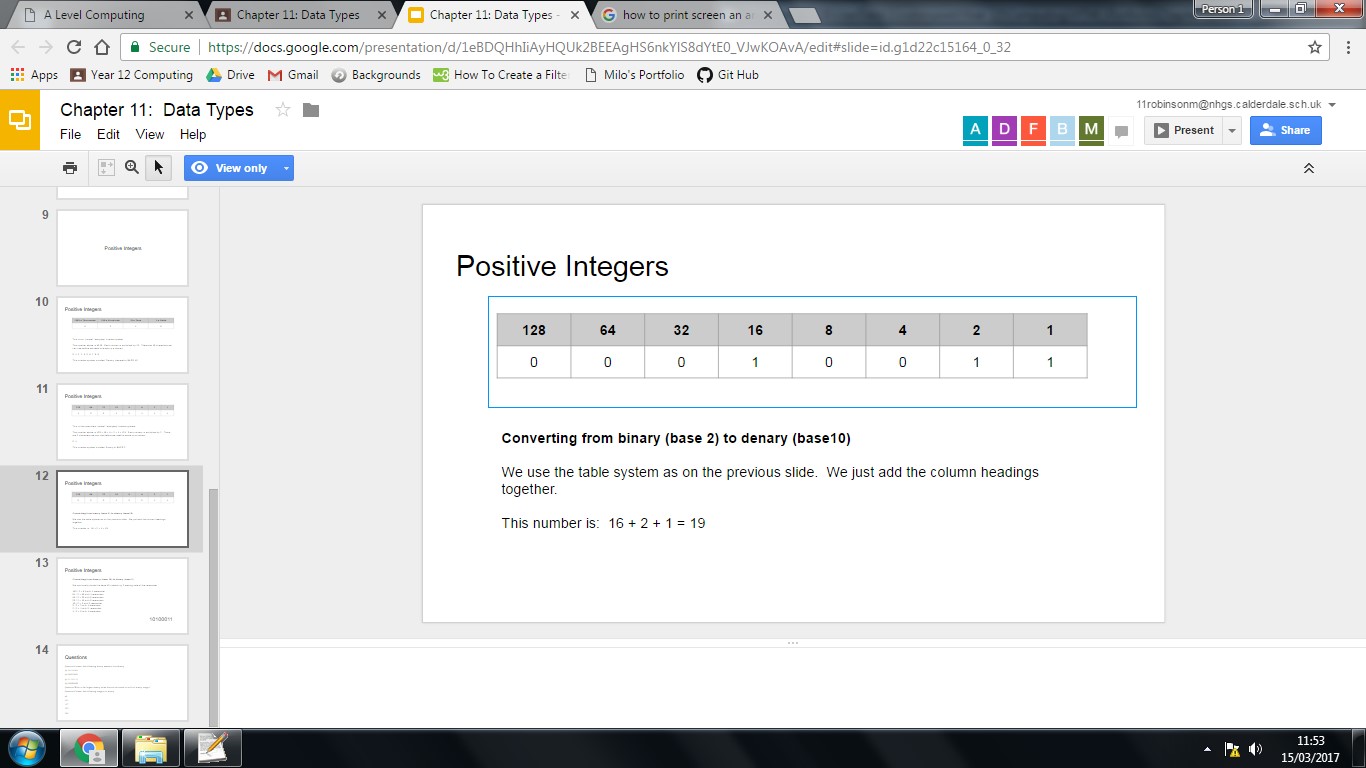 A Level Computing
Chapter 11: Data Types
Chapter 11: Data Types -
how to print screen an a
Person 1
Secure
https://docs.google.com/presentation/d/1eBDQHhIiAyHQUk2BEEAgHS6nkYlS8dYtE0_VJwKOAvA/edit#slide=id.g1d22c15164_0_32
Apps
Year 12 Computing
Drive
Gmail
Backgrounds
How To Create a Filte
Milo's Portfolio
Git Hub
Chapter 11: Data Types
11robinsonm@nhgs.calderdale.sch.uk
File Edit View Help
A D F B M
Present
Share
View only
9
Positive Integers
10
Positive Integers
11
Positive Integers
12
Positive Integers
13
Positive Integers
10100011
14
Questions
Positive Integers
128 64 32 16 8 4 2 1
0 0 0 1 0 0 1 1
Converting from binary (base 2) to denary (base10)
We use the table system as on the previous slide. We just add the column headings
together.
This number is: 16 + 2 + 1 = 19
11:53
15/03/2017